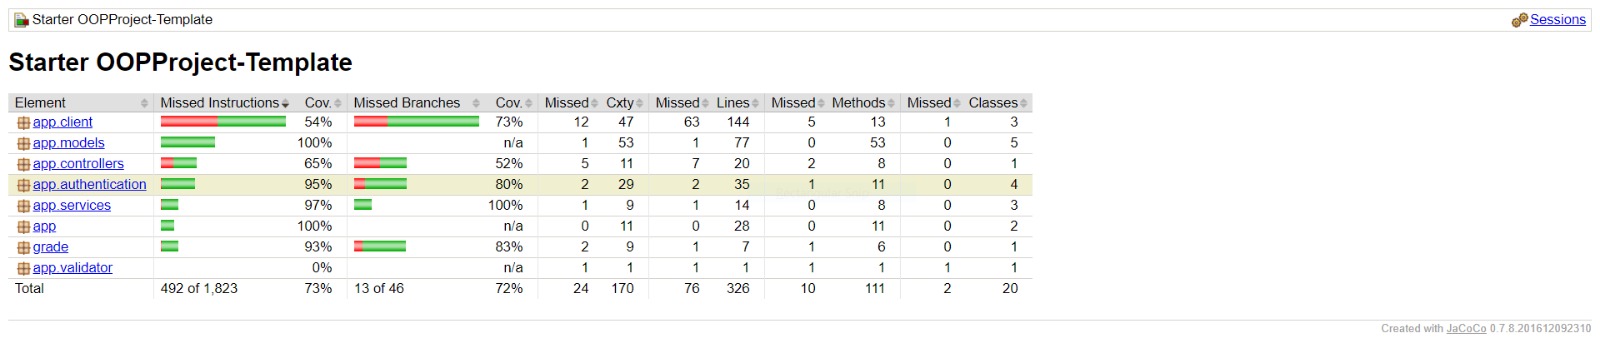 Starter OOPProject-Template Sessions
Starter OOPProject-Template
Element Missed Instructions Cov. Missed Branches Cov. Missed Cxty Missed Lines Missed Methods Missed Classes
app.client 54% 73% 12 47 63 144 5 13 1 3
app.models 100% n/a 1 53 1 77 0 53 0 5
app.controllers 65% 52% 5 11 7 20 2 8 0 1
app.authentication 95% 80% 2 29 2 35 1 11 0 4
app.services 97% 100% 1 9 1 14 0 8 0 3
app 100% n/a 0 11 0 28 0 11 0 2
grade 93% 83% 2 9 1 7 1 6 0 1
app.validator 0% n/a 1 1 1 1 1 1 1 1
Total 492 of 1,823 73% 13 of 46 72% 24 170 76 326 10 111 2 20
Created with JaCoCo 0.7.8.201612092310